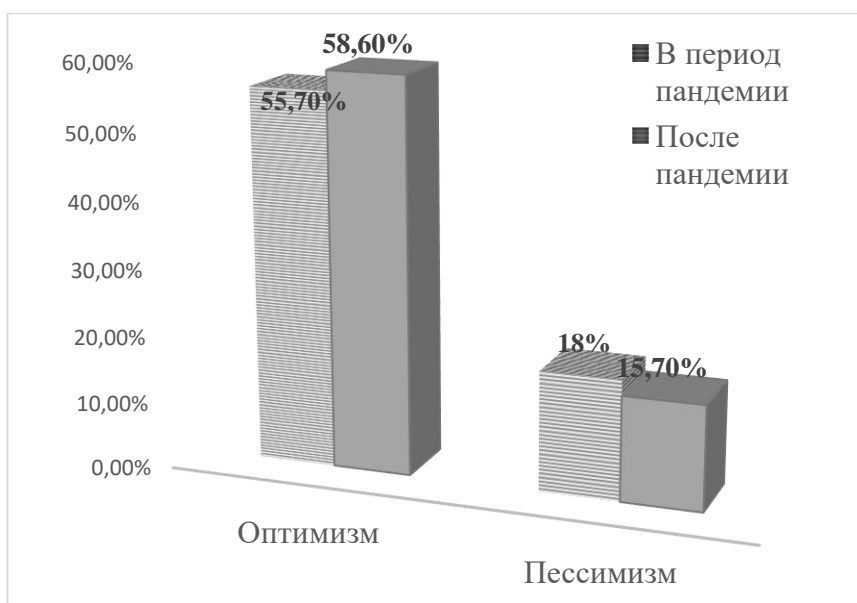 60,00%
50,00%
40,00%
30,00%
20,00%
10,00%
0,00%
55,70%
58,60%
18%
15,70%
Оптимизм
Пессимизм
В период
пандемии
После
пандемии